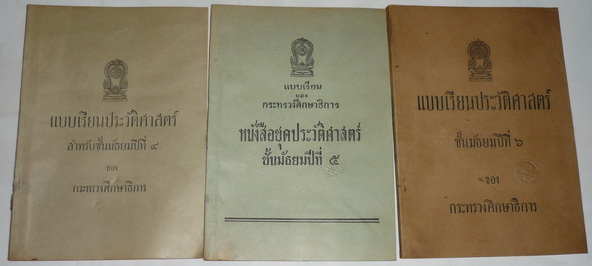 แบบเรียนประวัติศาสตร์
สำหรับชั้นมัธยมปีที่ ๔
ของ
กระทรวงศึกษาธิการ
แบบเรียน
ของ
กระทรวงศึกษาธิการ
หนังสือชุดประวัติศาสตร์
ชั้นมัธยมปีที่ ๕
แบบเรียนประวัติศาสตร์
ชั้นมัธยมปีที่ ๖
ของ
กระทรวงศึกษาธิการ